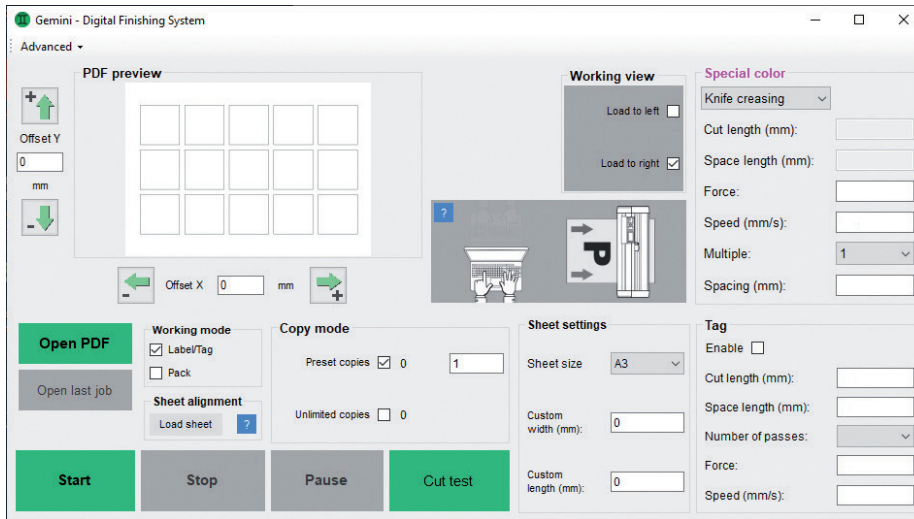 Gemini - Digital Finishing System
Advanced
PDF preview
Offset Y
0
mm
Offset X
0
mm
Working view
Load to left
Load to right
?
P
Special color
Knife creasing
Cut length (mm):
Space length (mm):
Force:
Speed (mm/s):
Multiple:
1
Spacing (mm):
Open PDF
Open last job
Working mode
Label/Tag
Pack
Sheet alignment
Load sheet
?
Copy mode
Preset copies
0
1
Unlimited copies
0
Sheet settings
Sheet size
A3
Custom
width (mm):
0
Custom
length (mm):
0
Tag
Enable
Cut length (mm):
Space length (mm):
Number of passes:
Force:
Speed (mm/s):
Start
Stop
Pause
Cut test